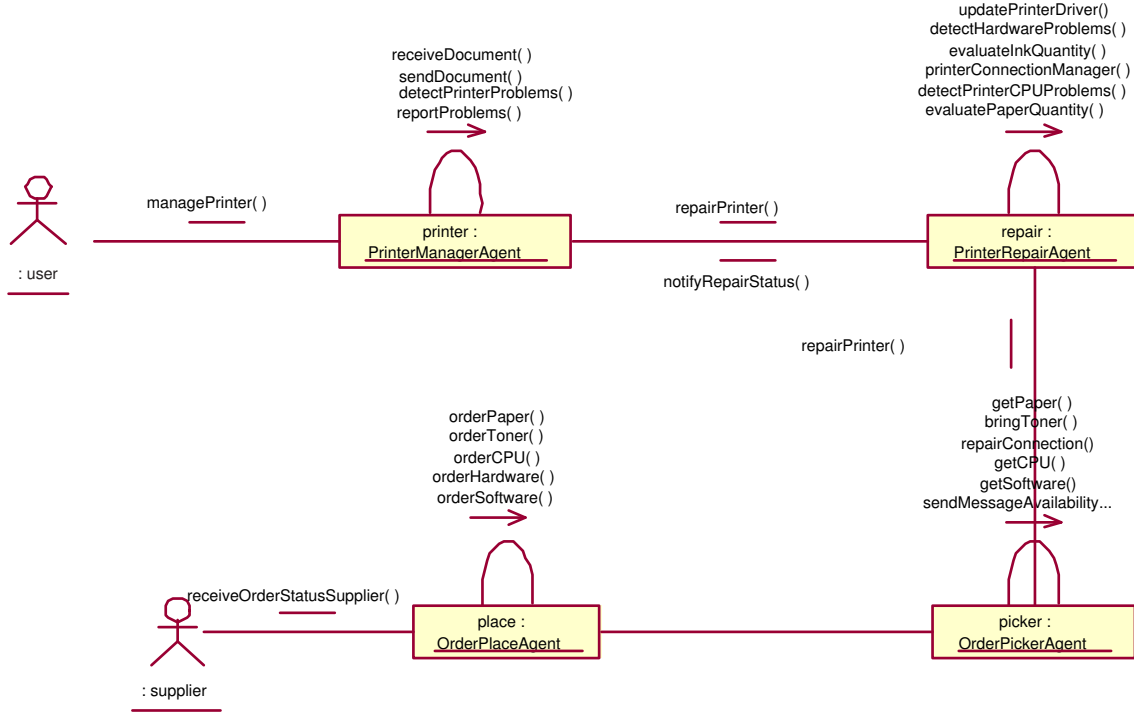 updatePrinterDriver()
detectHardwareProblems( )
evaluateInkQuantity( )
printerConnectionManager( )
detectPrinterCPUProblems( )
evaluatePaperQuantity( )
receiveDocument( )
sendDocument( )
detectPrinterProblems( )
reportProblems( )
managePrinter( )
: user
printer :
PrinterManagerAgent
repairPrinter( )
notifyRepairStatus( )
repair :
PrinterRepairAgent
repairPrinter( )
orderPaper( )
orderToner( )
orderCPU( )
orderHardware( )
orderSoftware( )
getPaper( )
bringToner( )
repairConnection()
getCPU( )
getSoftware()
sendMessageAvailability...
receiveOrderStatusSupplier( )
: supplier
place :
OrderPlaceAgent
picker :
OrderPickerAgent